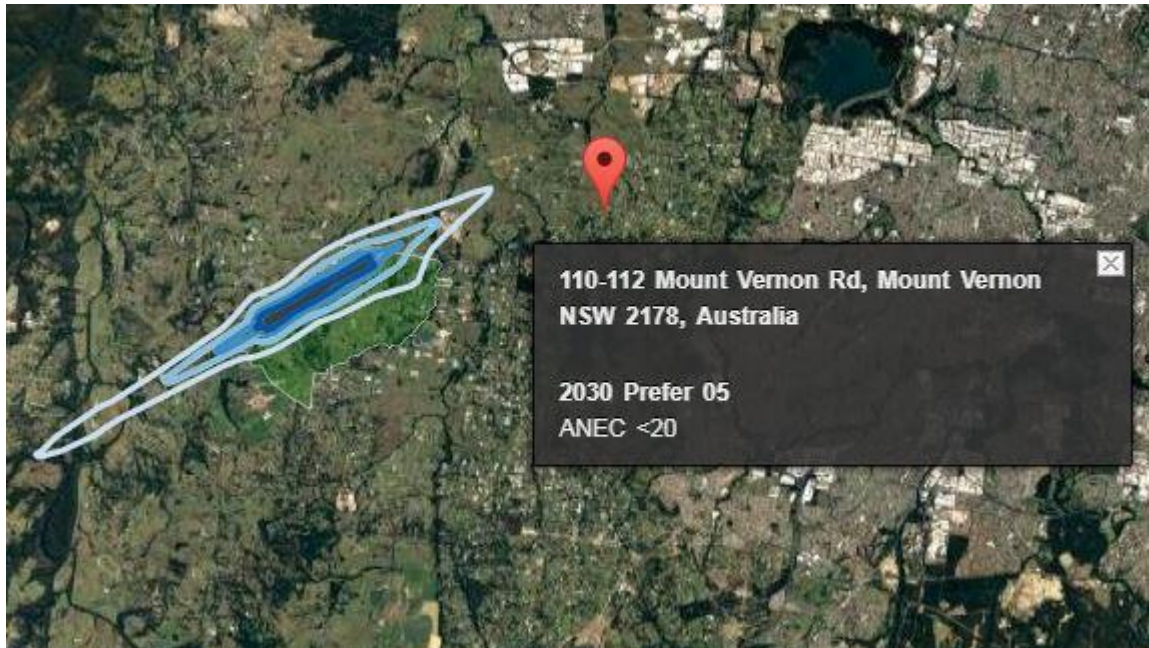 110-112 Mount Vernon Rd, Mount Vernon
NSW 2178, Australia
2030 Prefer 05
ANEC <20